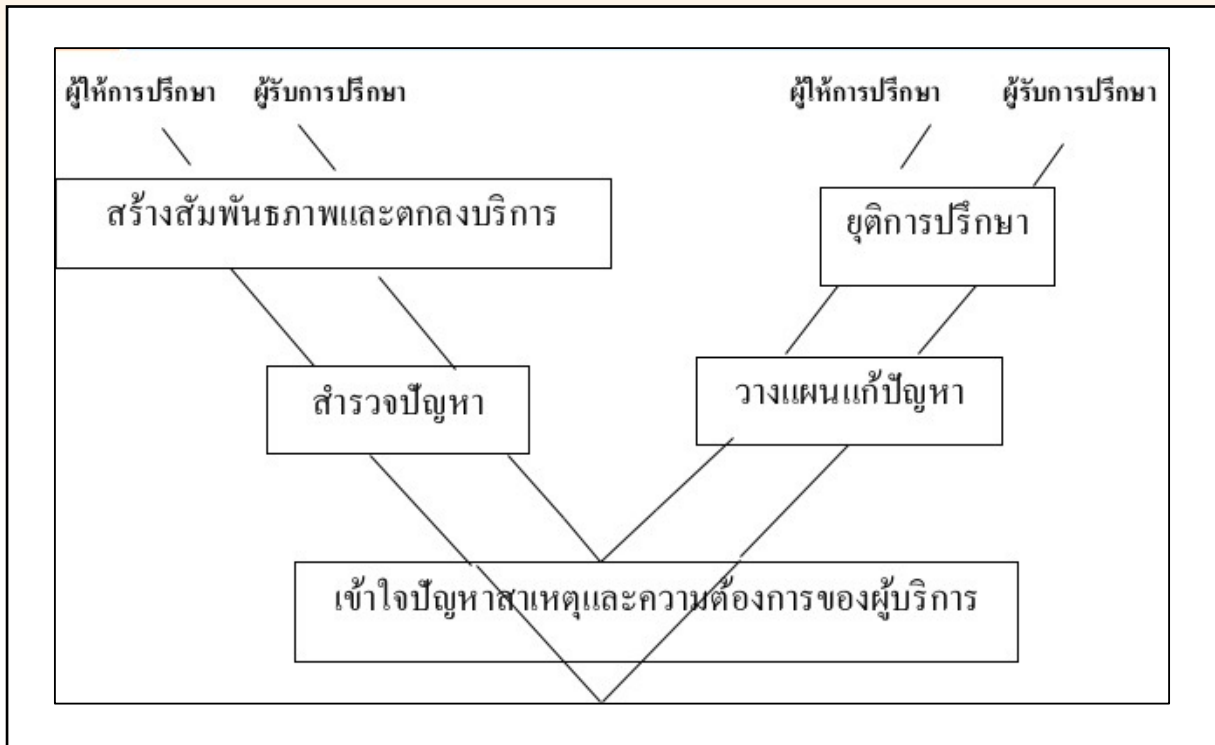 ผู้ให้การปรึกษา ผู้รับการปรึกษา ผู้ให้การปรึกษา ผู้รับการปรึกษา
สร้างสัมพันธภาพและตกลงบริการ
ยุติการปรึกษา
สำรวจปัญหา
วางแผนแก้ปัญหา
เข้าใจปัญหาสาเหตุและความต้องการของผู้บริการ